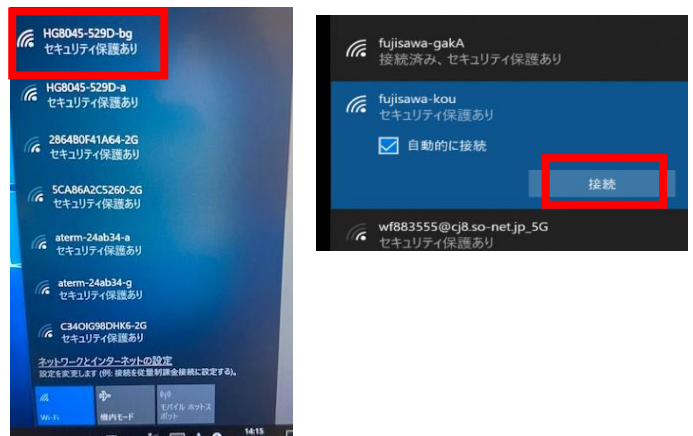 HG8045-529D-bg
セキュリティ保護あり
HG8045-529D-a
セキュリティ保護あり
2864B0F41A64-2G
セキュリティ保護あり
5CA86A2C5260-2G
セキュリティ保護あり
aterm-24ab34-a
セキュリティ保護あり
aterm-24ab34-g
セキュリティ保護あり
C34OIG98DHK6-2G
セキュリティ保護あり
ネットワークとインターネットの設定
設定を変更します (例: 接続を従量制課金接続に設定する)。
Wi-Fi
機内モード
モバイル ホットス
ポット
14:15
fujisawa-gakA
接続済み、セキュリティ保護あり
fujisawa-kou
セキュリティ保護あり
自動的に接続
接続
wf883555@cj8.so-net.jp_5G
セキュリティ保護あり